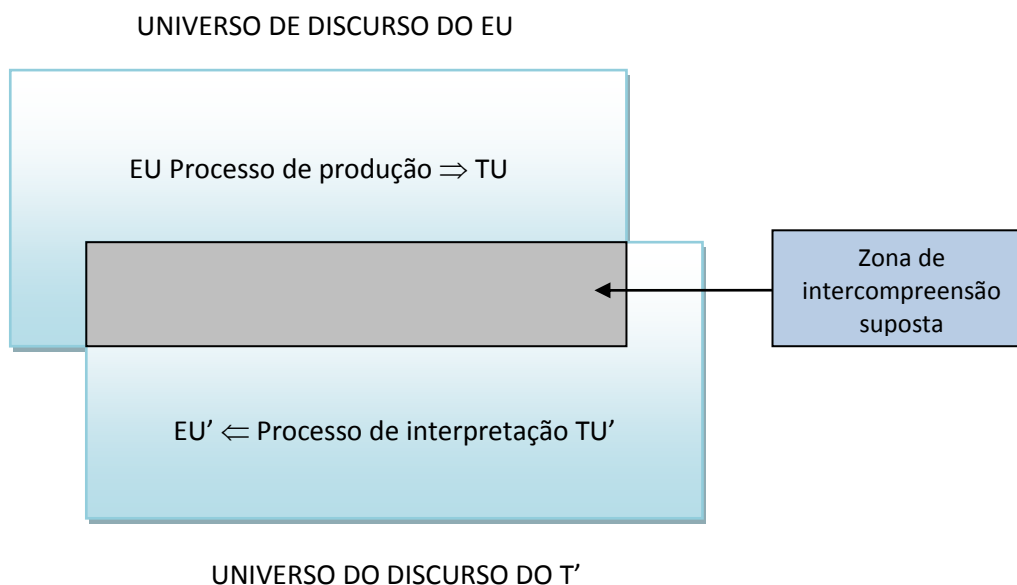 UNIVERSO DE DISCURSO DO EU
EU Processo de produção ⇒ TU
Zona de
intercompreensão
suposta
EU’ ⇐ Processo de interpretação TU’
UNIVERSO DO DISCURSO DO T’